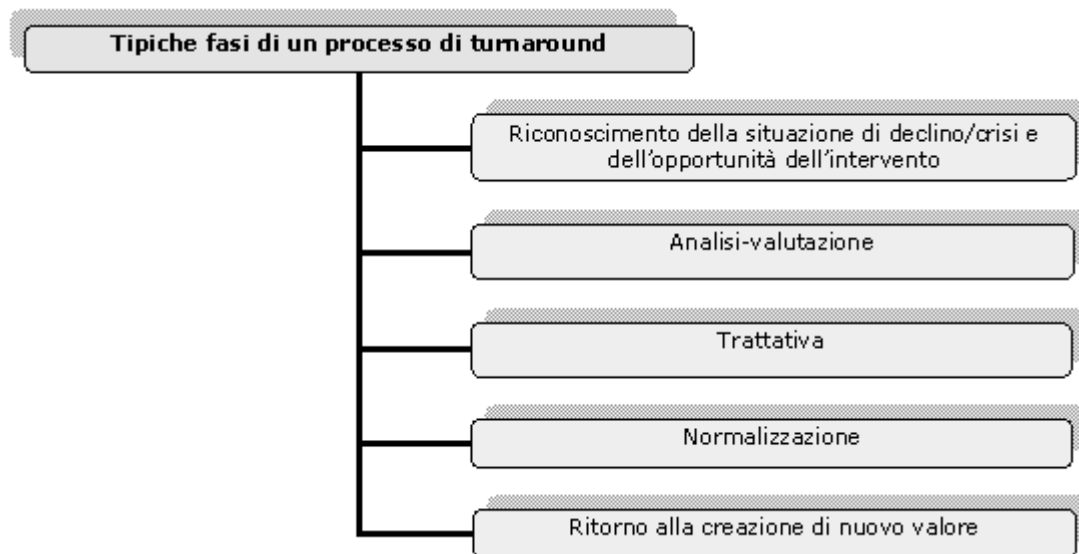 Tipiche fasi di un processo di turnaround
Riconoscimento della situazione di declino/crisi e
dell'opportunità dell'intervento
Analisi-valutazione
Trattativa
Normalizzazione
Ritorno alla creazione di nuovo valore